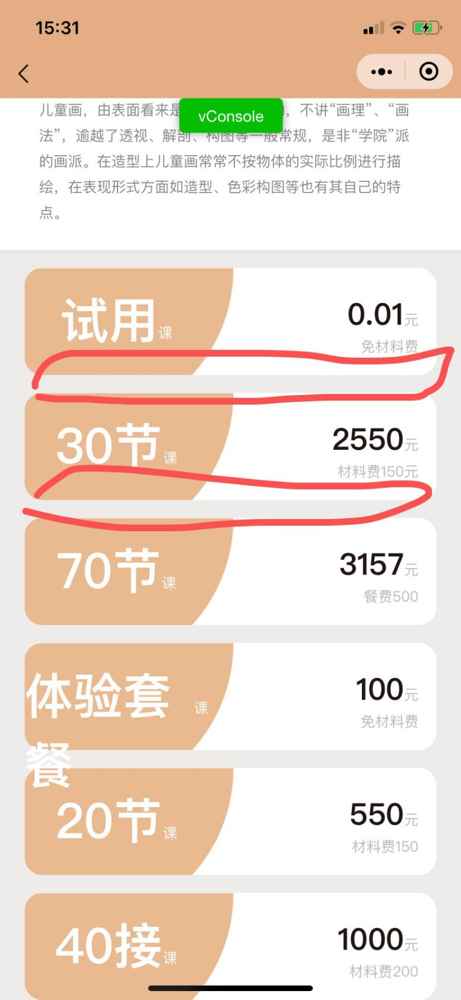 15:31
儿童画，由表面看来是
，不讲“画理”、“画
vConsole
法”，逾越了透视、解剖、构图等一般常规，是非“学院”派
的画派。在造型上儿童画常常不按物体的实际比例进行描
绘，在表现形式方面如造型、色彩构图等也有其自己的特
点。
试用课
0.01元
免材料费
30节课
2550元
材料费150元
70节课
3157元
餐费500
体验套
餐
课
100元
免材料费
20节课
550元
材料费150
40接课
1000元
材料费200